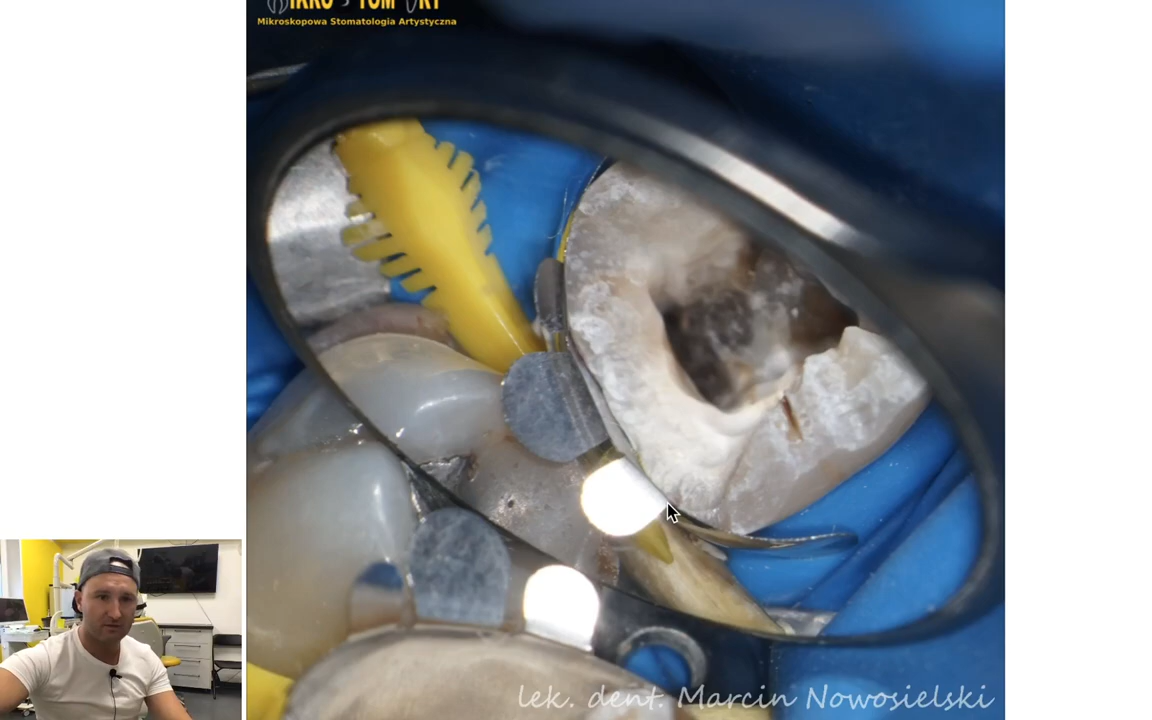 Mikroskopowa Stomatologia Artystyczna
lek. dent. Marcin Nowosielski